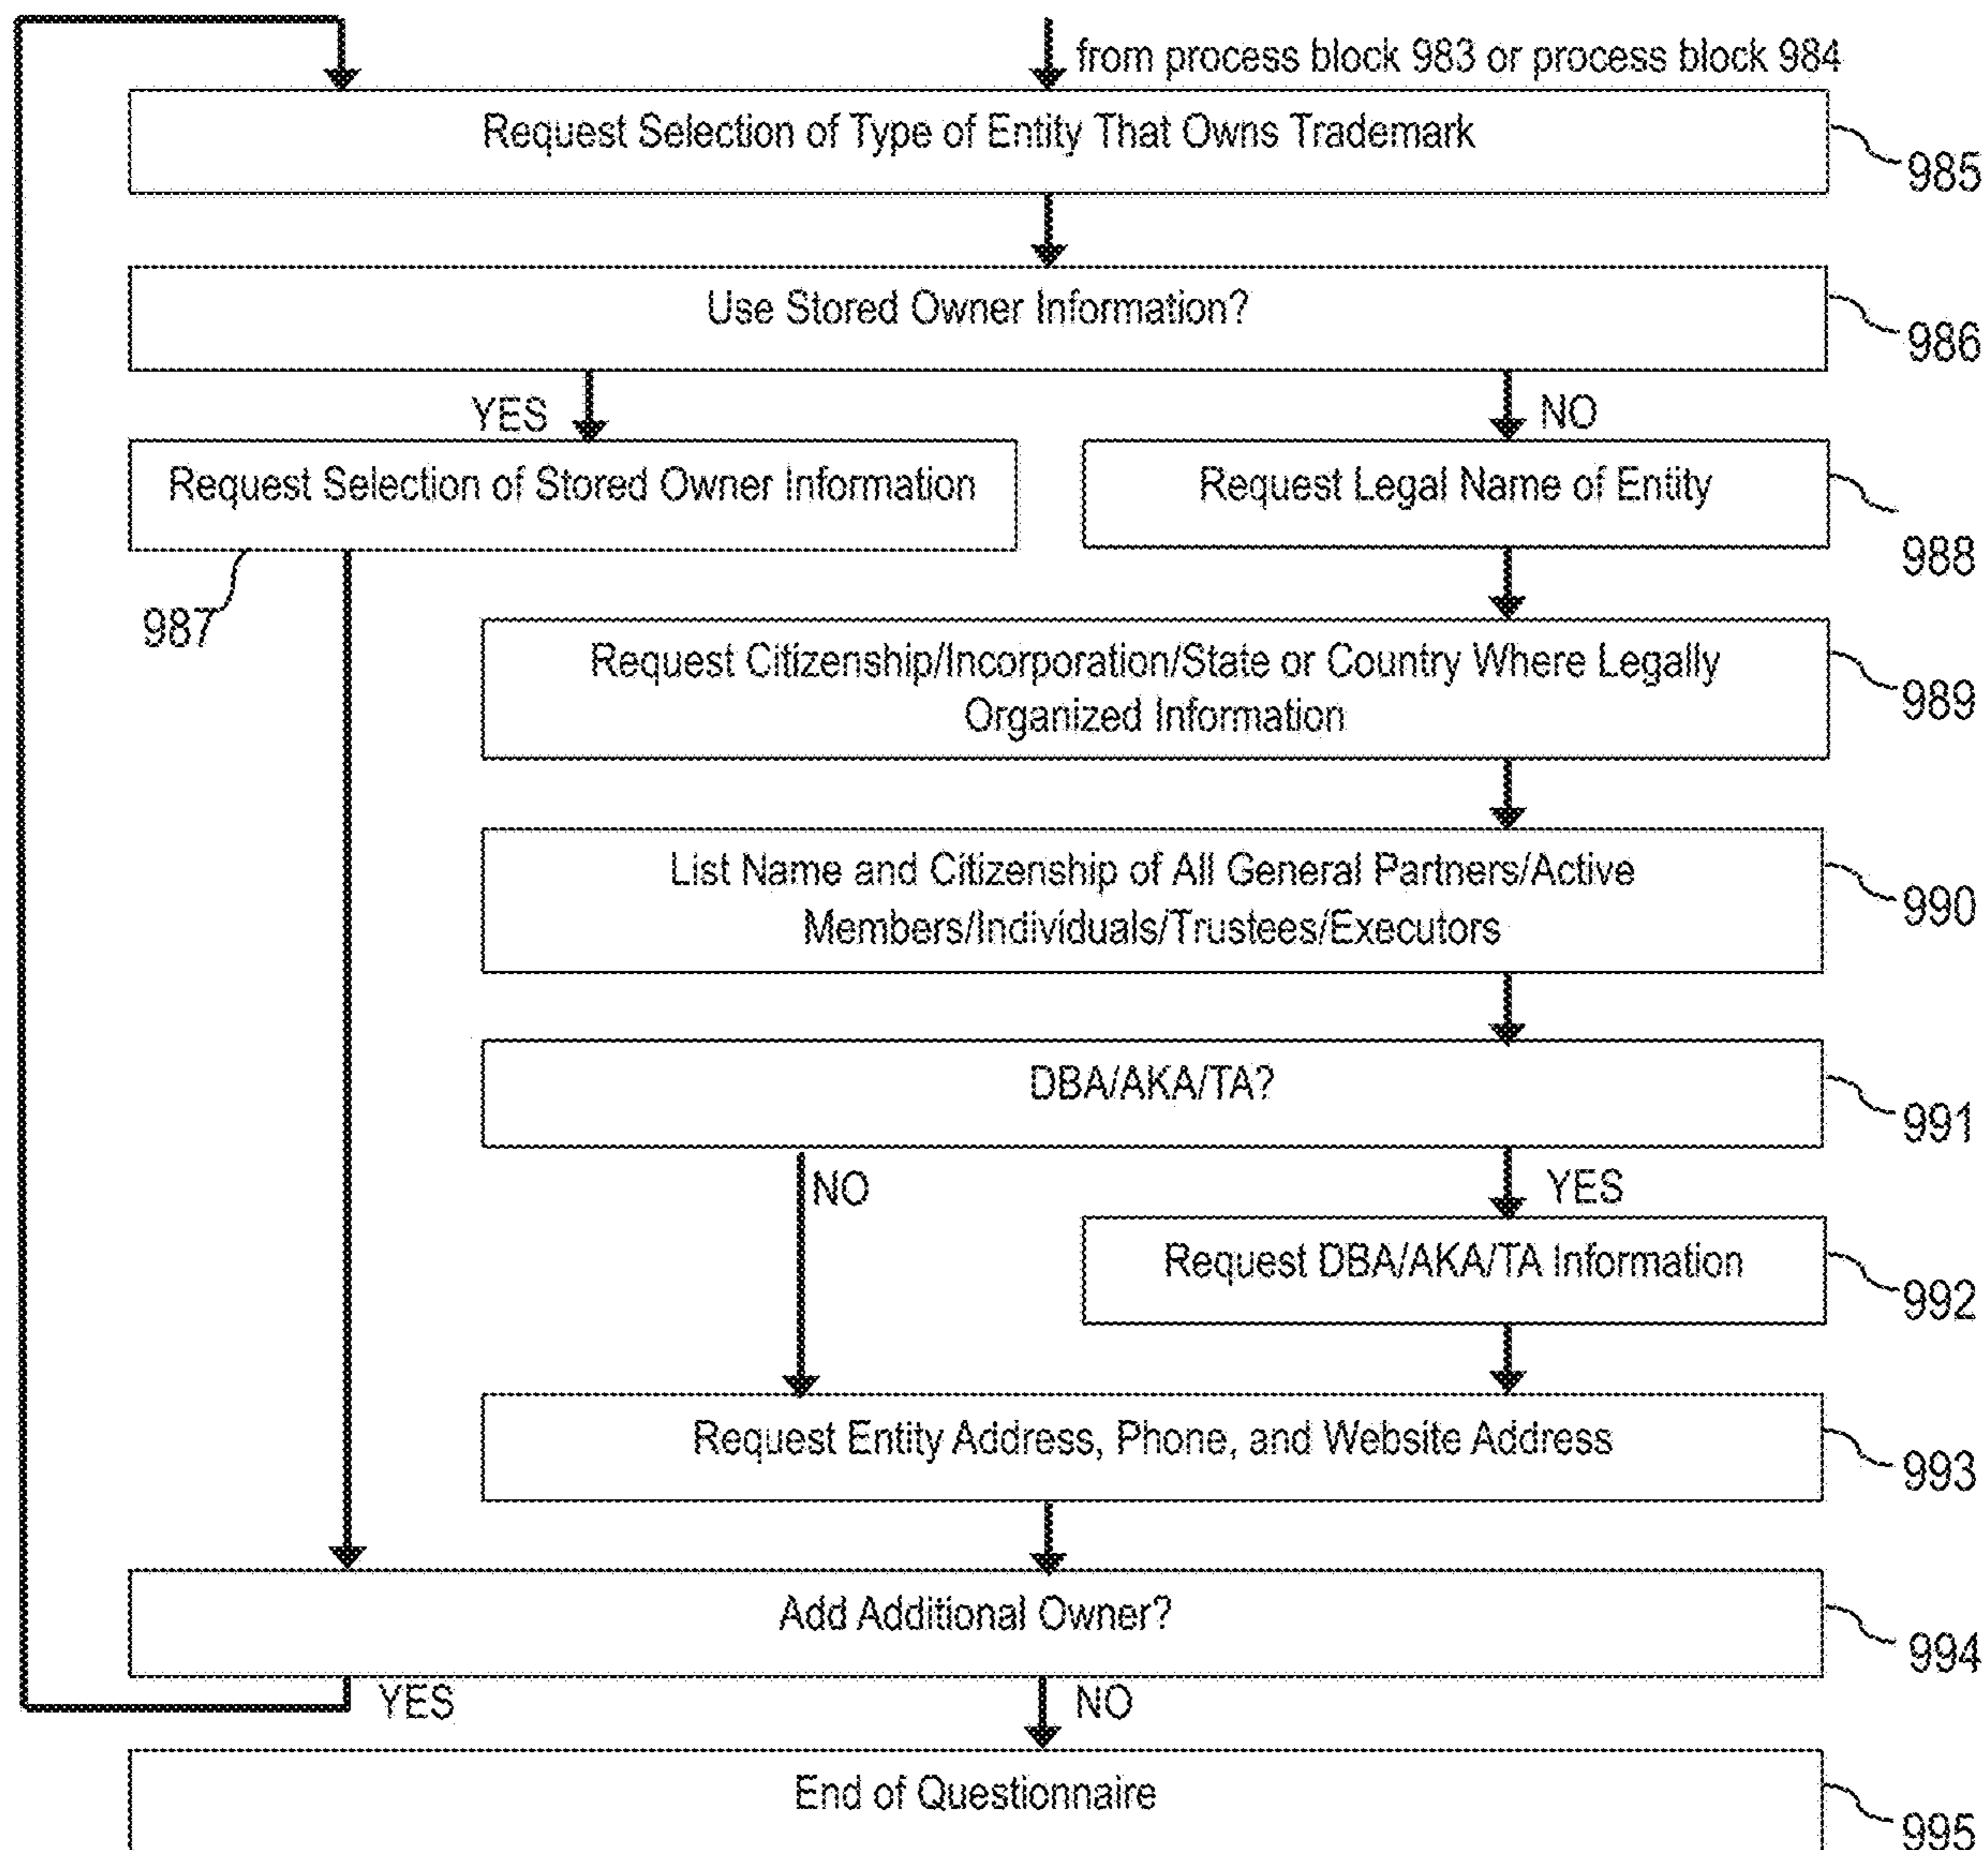 from process block 983 or process block 984
Request Selection of Type of Entity That Owns Trademark
985
Use Stored Owner Information?
986
YES
NO
Request Selection of Stored Owner Information
Request Legal Name of Entity
988
987
Request Citizenship/Incorporation/State or Country Where Legally
Organized Information
989
List Name and Citizenship of All General Partners/Active
Members/Individuals/Trustees/Executors
990
DBA/AKA/TA?
991
NO
YES
Request DBA/AKA/TA Information
992
Request Entity Address, Phone, and Website Address
993
Add Additional Owner?
994
YES
NO
End of Questionnaire
995